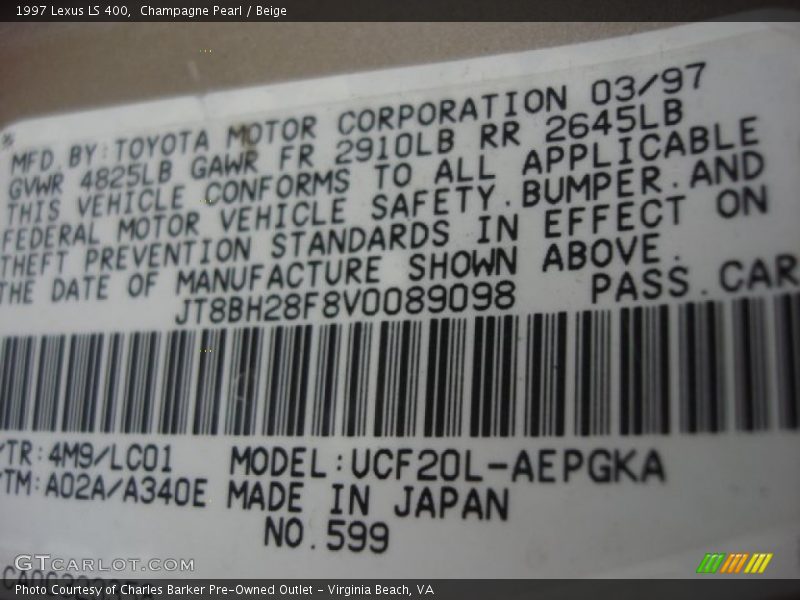 1997 Lexus LS 400,  Champagne Pearl / Beige
MFD. BY: TOYOTA MOTOR CORPORATION 03/97
GVWR 4825LB GAWR FR 2910LB RR 2645LB
THIS VEHICLE CONFORMS TO ALL APPLICABLE
FEDERAL MOTOR VEHICLE SAFETY. BUMPER. AND
THEFT PREVENTION STANDARDS IN EFFECT ON
THE DATE OF MANUFACTURE SHOWN ABOVE.
JT8BH28F8V0089098 PASS. CAR
/TR: 4M9/LC01 MODEL: UCF20L-AEPGKA
/TM: A02A/A340E MADE IN JAPAN
NO. 599
GTCARLOT.COM
Photo Courtesy of Charles Barker Pre-Owned Outlet - Virginia Beach, VA